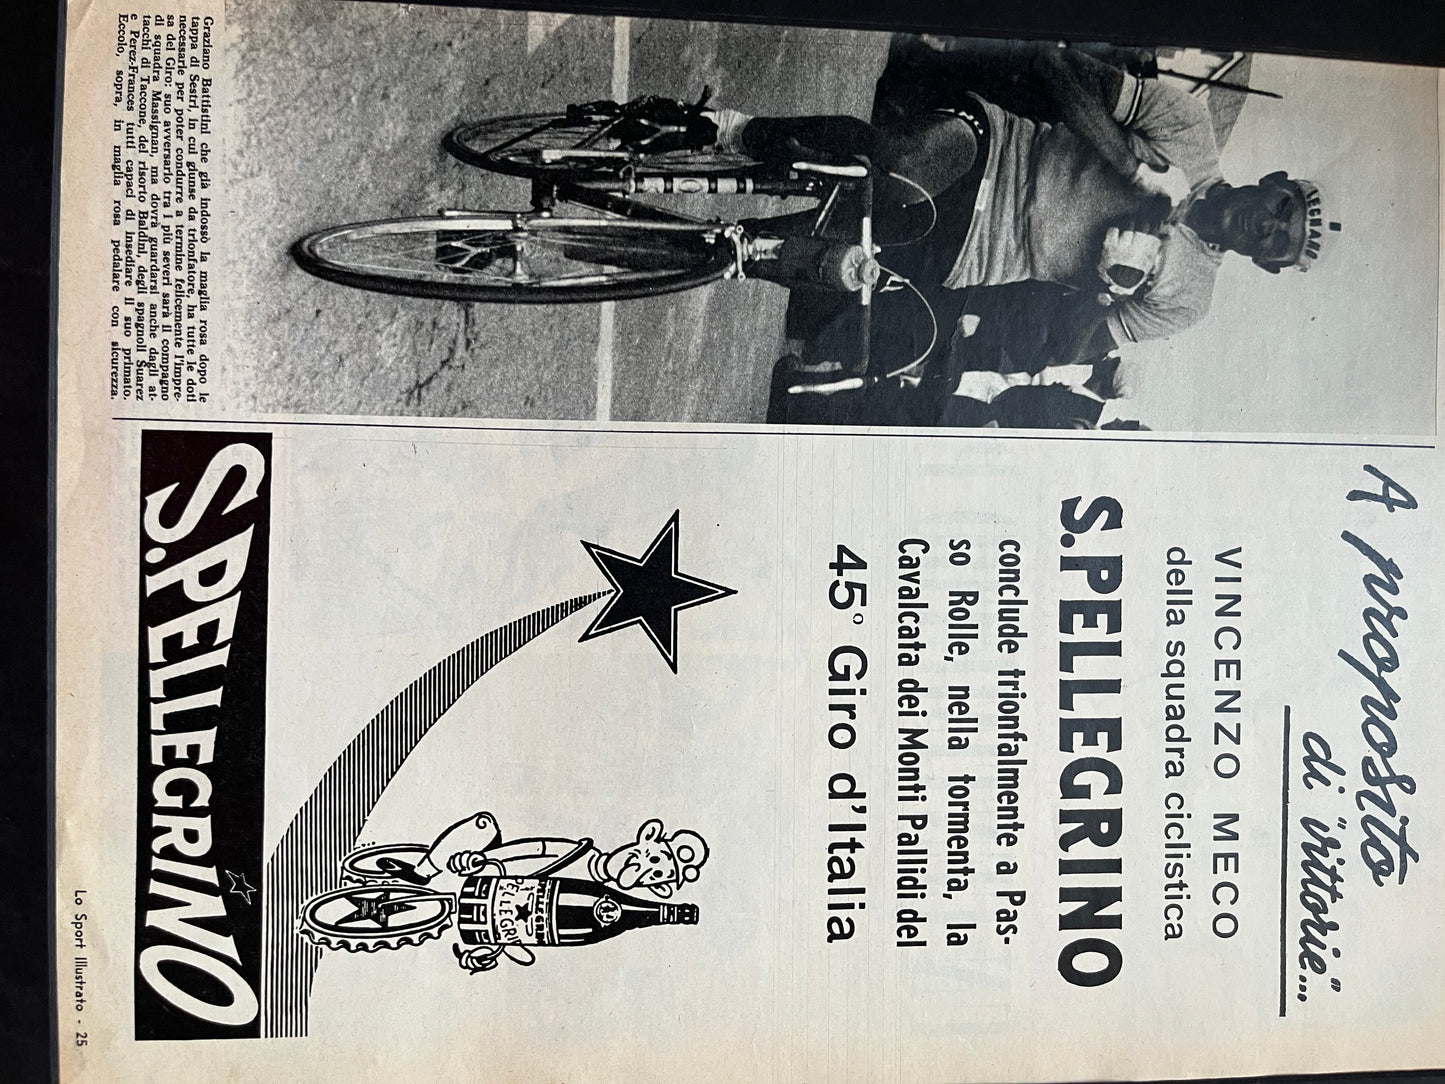 LEGNANO
Graziano Battistini che già indossò la maglia rosa dopo le
tappa di Sestri, in cui giunse da trionfatore, ha tutte le doti
necessarie per poter condurre a termine felicemente l'impre-
sa del Giro: suo avversario tra i più severi sarà il compagno
di squadra Massignan, ma dovrà guardarsi anche dagli at-
tacchi di Taccone, del risorto Baldini, degli spagnoli Suarez
e Perez-Frances tutti capaci di insediare il suo primato.
Eccolo, sopra, in maglia rosa pedalare con sicurezza.
A proposito
di "vittorie"...
VINCENZO MECO
della squadra ciclistica
S.PELLEGRINO
conclude trionfalmente a Pas-
so Rolle, nella tormenta, la
Cavalcata dei Monti Pallidi del
45° Giro d'Italia
S.PELLEGRINO
Lo Sport Illustrato - 25